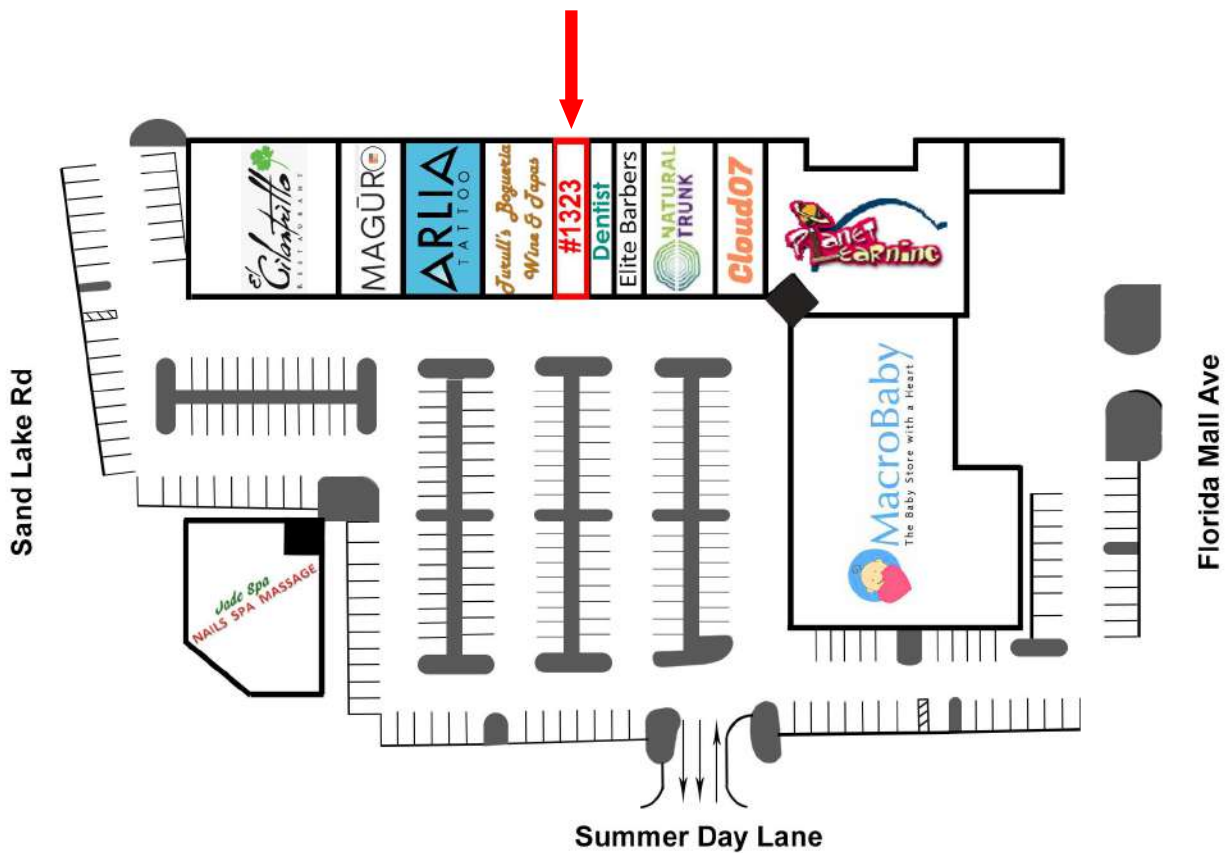 El
Cilantrillo
RESTAURANT
MAGŪRO
ARLIA
TATTOO
Jurull's Bogueria
Wine & Tapas
#1323
Dentist
Elite Barbers
NATURAL
TRUNK
Cloud07
Planet
Learning
MacroBaby
The Baby Store with a Heart
Jade Spa
NAILS SPA MASSAGE
Sand Lake Rd
Florida Mall Ave
Summer Day Lane